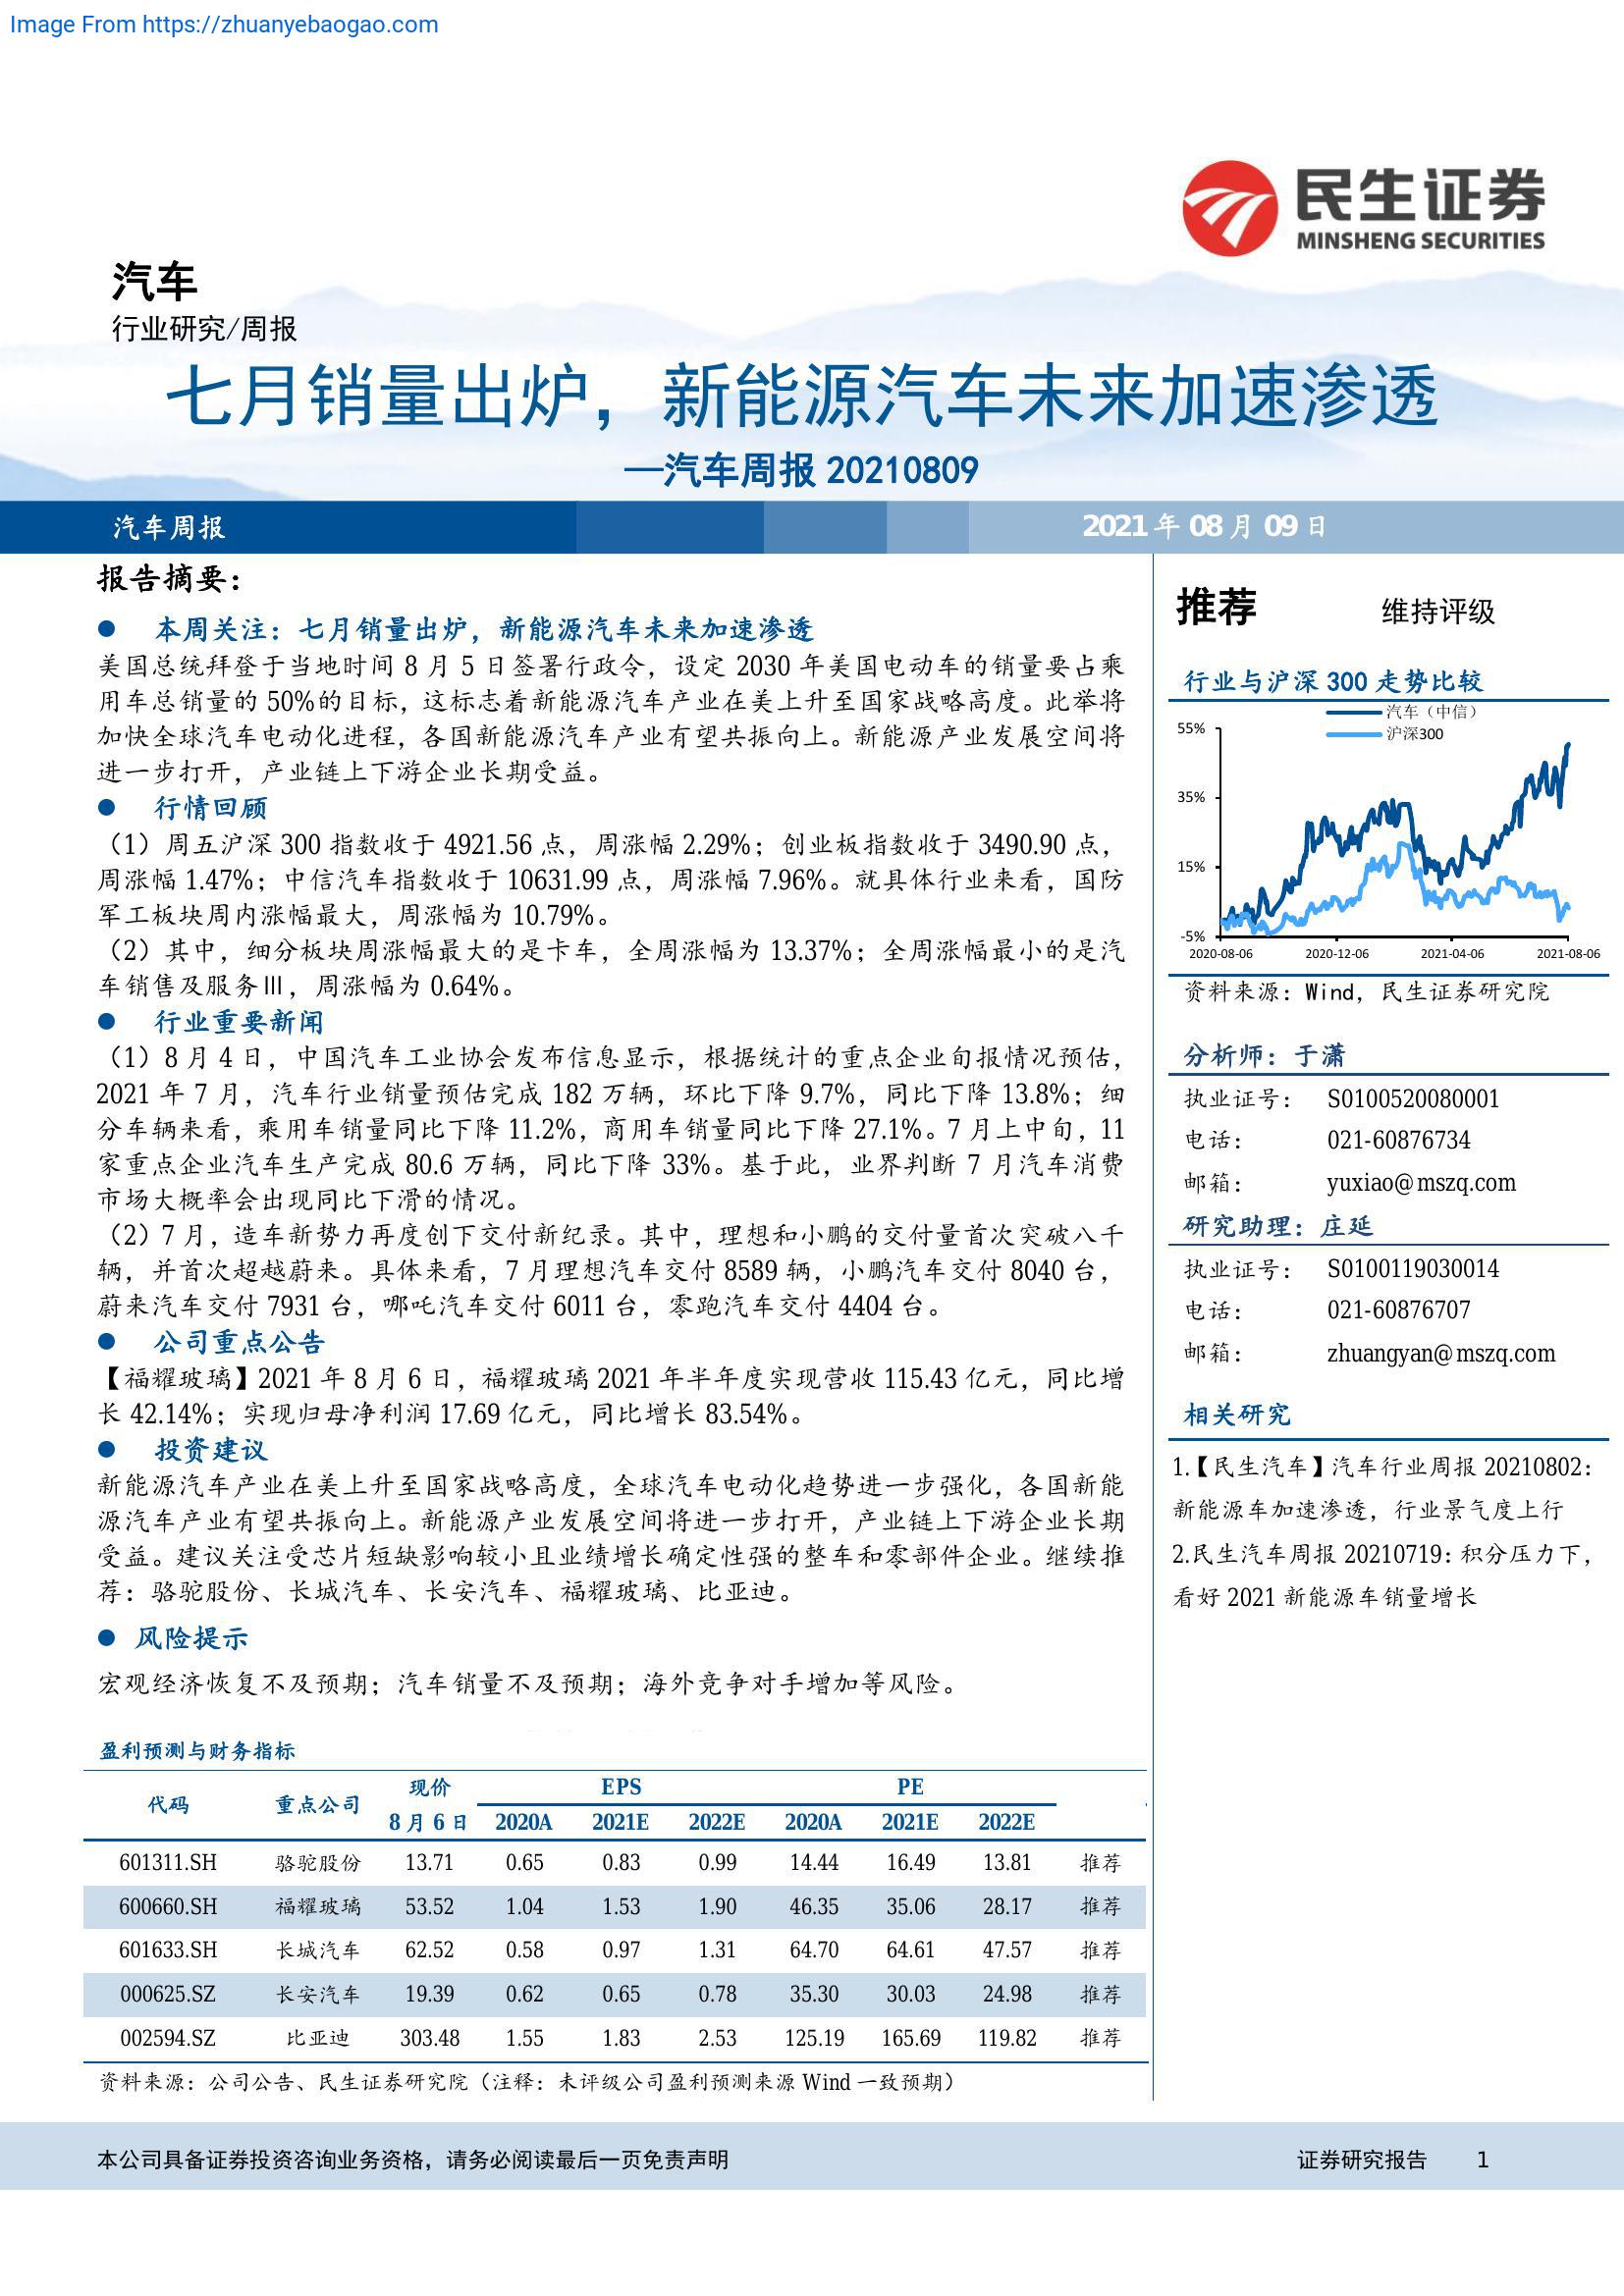 Image From https://zhuanyebaogao.com
民生证券
MINSHENG SECURITIES
汽车
行业研究/周报
七月销量出炉，新能源汽车未来加速渗透
—汽车周报 20210809
汽车周报
2021 年 08 月 09 日
报告摘要：
● 本周关注：七月销量出炉，新能源汽车未来加速渗透
美国总统拜登于当地时间 8 月 5 日签署行政令，设定 2030 年美国电动车的销量要占乘
用车总销量的 50%的目标，这标志着新能源汽车产业在美上升至国家战略高度。此举将
加快全球汽车电动化进程，各国新能源汽车产业有望共振向上。新能源产业发展空间将
进一步打开，产业链上下游企业长期受益。
● 行情回顾
（1）周五沪深 300 指数收于 4921.56 点，周涨幅 2.29%；创业板指数收于 3490.90 点，
周涨幅 1.47%；中信汽车指数收于 10631.99 点，周涨幅 7.96%。就具体行业来看，国防
军工板块周内涨幅最大，周涨幅为 10.79%。
（2）其中，细分板块周涨幅最大的是卡车，全周涨幅为 13.37%；全周涨幅最小的是汽
车销售及服务Ⅲ，周涨幅为 0.64%。
● 行业重要新闻
（1）8 月 4 日，中国汽车工业协会发布信息显示，根据统计的重点企业旬报情况预估，
2021 年 7 月，汽车行业销量预估完成 182 万辆，环比下降 9.7%，同比下降 13.8%；细
分车辆来看，乘用车销量同比下降 11.2%，商用车销量同比下降 27.1%。7 月上中旬，11
家重点企业汽车生产完成 80.6 万辆，同比下降 33%。基于此，业界判断 7 月汽车消费
市场大概率会出现同比下滑的情况。
（2）7 月，造车新势力再度创下交付新纪录。其中，理想和小鹏的交付量首次突破八千
辆，并首次超越蔚来。具体来看，7 月理想汽车交付 8589 辆，小鹏汽车交付 8040 台，
蔚来汽车交付 7931 台，哪吒汽车交付 6011 台，零跑汽车交付 4404 台。
● 公司重点公告
【福耀玻璃】2021 年 8 月 6 日，福耀玻璃 2021 年半年度实现营收 115.43 亿元，同比增
长 42.14%；实现归母净利润 17.69 亿元，同比增长 83.54%。
● 投资建议
新能源汽车产业在美上升至国家战略高度，全球汽车电动化趋势进一步强化，各国新能
源汽车产业有望共振向上。新能源产业发展空间将进一步打开，产业链上下游企业长期
受益。建议关注受芯片短缺影响较小且业绩增长确定性强的整车和零部件企业。继续推
荐：骆驼股份、长城汽车、长安汽车、福耀玻璃、比亚迪。
● 风险提示
宏观经济恢复不及预期；汽车销量不及预期；海外竞争对手增加等风险。
盈利预测与财务指标
代码 重点公司 现价 EPS PE
8 月 6 日 2020A 2021E 2022E 2020A 2021E 2022E
601311.SH 骆驼股份 13.71 0.65 0.83 0.99 14.44 16.49 13.81 推荐
600660.SH 福耀玻璃 53.52 1.04 1.53 1.90 46.35 35.06 28.17 推荐
601633.SH 长城汽车 62.52 0.58 0.97 1.31 64.70 64.61 47.57 推荐
000625.SZ 长安汽车 19.39 0.62 0.65 0.78 35.30 30.03 24.98 推荐
002594.SZ 比亚迪 303.48 1.55 1.83 2.53 125.19 165.69 119.82 推荐
资料来源：公司公告、民生证券研究院（注释：未评级公司盈利预测来源 Wind 一致预期）
推荐 维持评级
行业与沪深 300 走势比较
汽车（中信）
沪深300
55%
35%
15%
-5%
2020-08-06 2020-12-06 2021-04-06 2021-08-06
资料来源：Wind，民生证券研究院
分析师：于潇
执业证号： S0100520080001
电话： 021-60876734
邮箱： yuxiao@mszq.com
研究助理：庄延
执业证号： S0100119030014
电话： 021-60876707
邮箱： zhuangyan@mszq.com
相关研究
1.【民生汽车】汽车行业周报 20210802：
新能源车加速渗透，行业景气度上行
2.民生汽车周报 20210719：积分压力下，
看好 2021 新能源车销量增长
本公司具备证券投资咨询业务资格，请务必阅读最后一页免责声明
证券研究报告 1